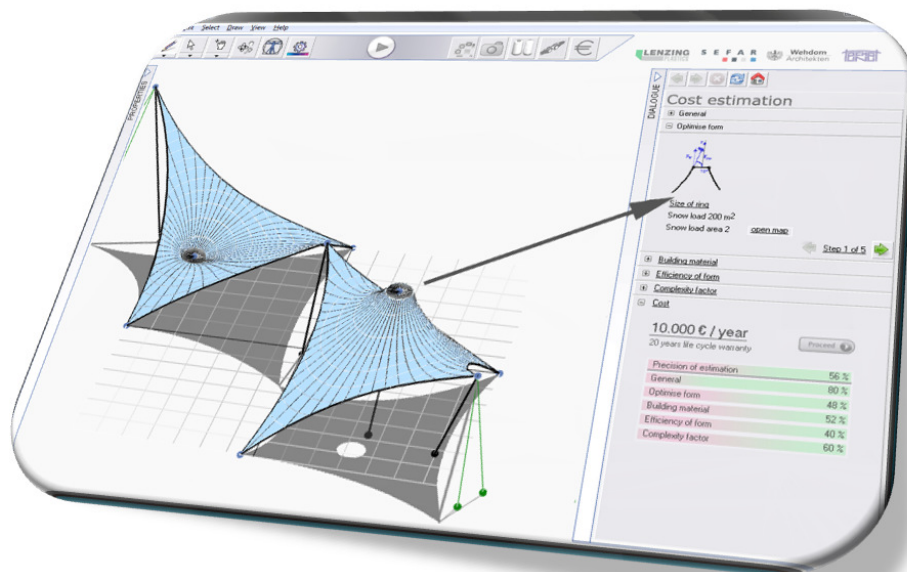 Select Draw View Help
PROPERTIES
LENZING
PLASTICS
SEFAR
Wehdorn
Architekten
DIALOGUE
Cost estimation
General
Optimise form
Size of ring
Snow load 200 m²
Snow load area 2 open map
Step 1 of 5
Building material
Efficiency of form
Complexity factor
Cost
10.000 € / year
20 years life cycle warranty
Proceed
Precision of estimation 56 %
General 80 %
Optimise form 48 %
Building material 52 %
Efficiency of form 40 %
Complexity factor 60 %